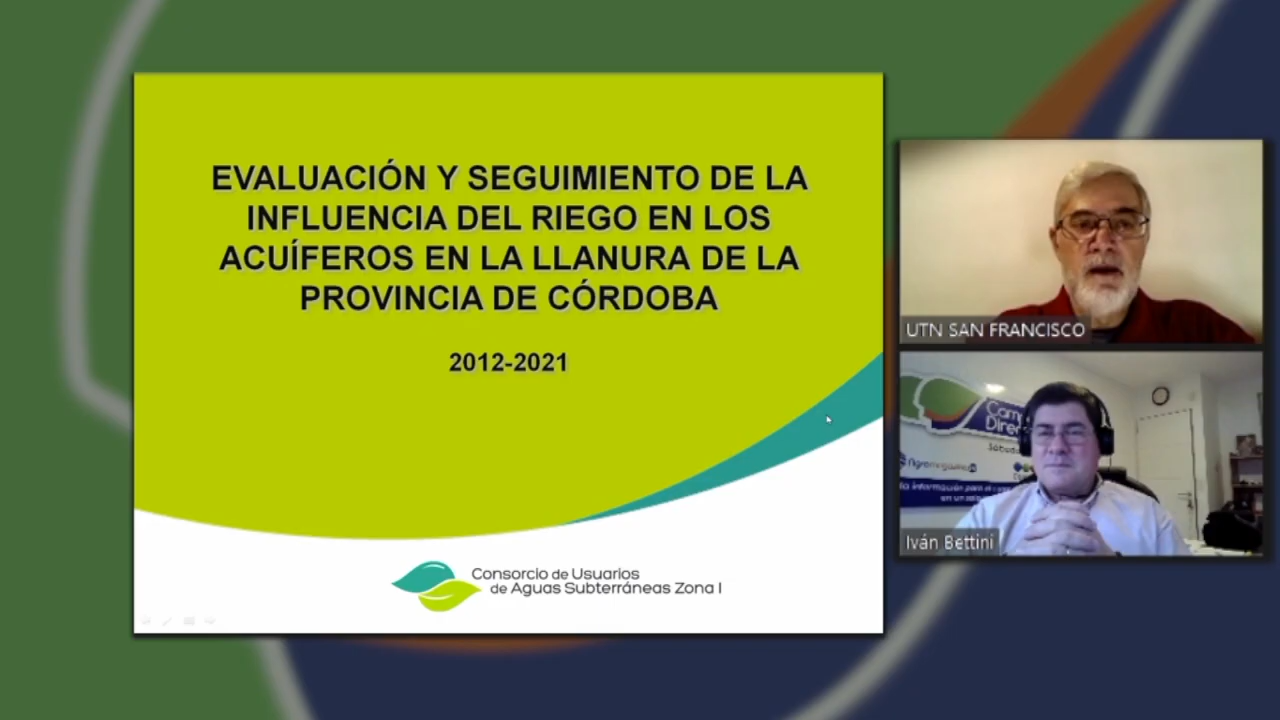 EVALUACIÓN Y SEGUIMIENTO DE LA
INFLUENCIA DEL RIEGO EN LOS
ACUÍFEROS EN LA LLANURA DE LA
PROVINCIA DE CÓRDOBA
2012-2021
Consorcio de Usuarios
de Aguas Subterráneas Zona I
UTN SAN FRANCISCO
Iván Bettini